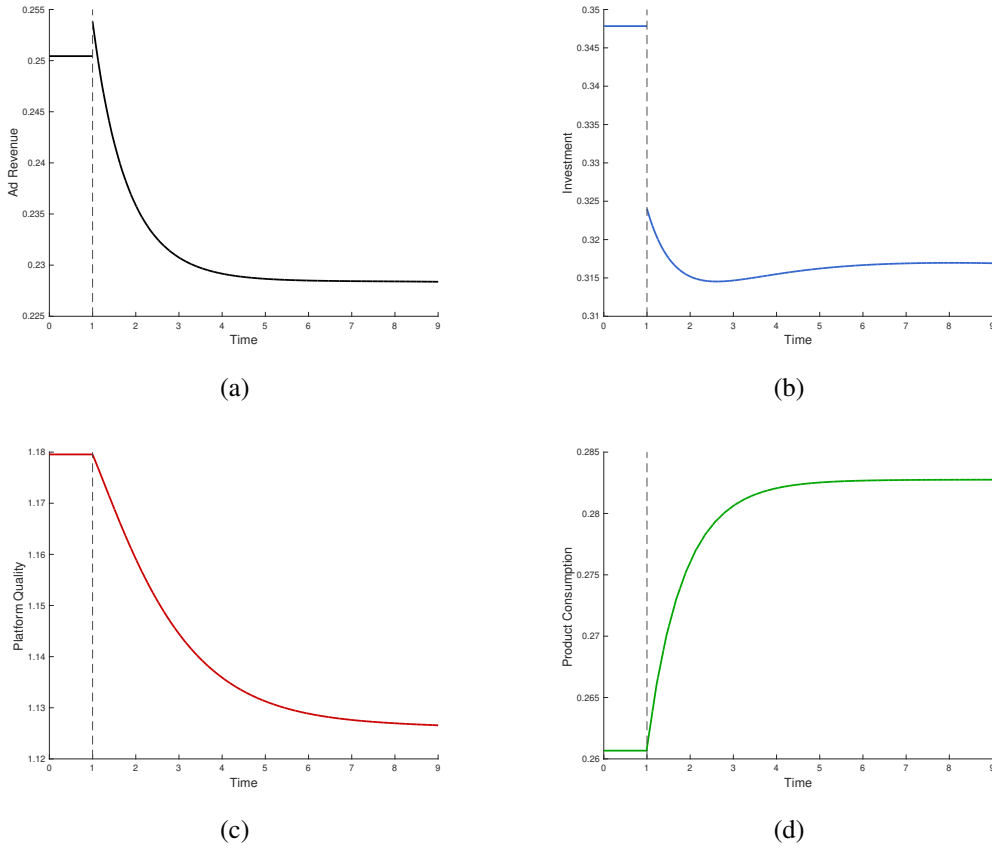 0.255
0.25
0.245
0.24
0.235
0.23
0.225
Ad Revenue
0 1 2 3 4 5 6 7 8 9
Time
(a)
0.35
0.345
0.34
0.335
0.33
0.325
0.32
0.315
0.31
Investment
0 1 2 3 4 5 6 7 8 9
Time
(b)
1.18
1.17
1.16
1.15
1.14
1.13
1.12
Platform Quality
0 1 2 3 4 5 6 7 8 9
Time
(c)
0.285
0.28
0.275
0.27
0.265
0.26
Product Consumption
0 1 2 3 4 5 6 7 8 9
Time
(d)